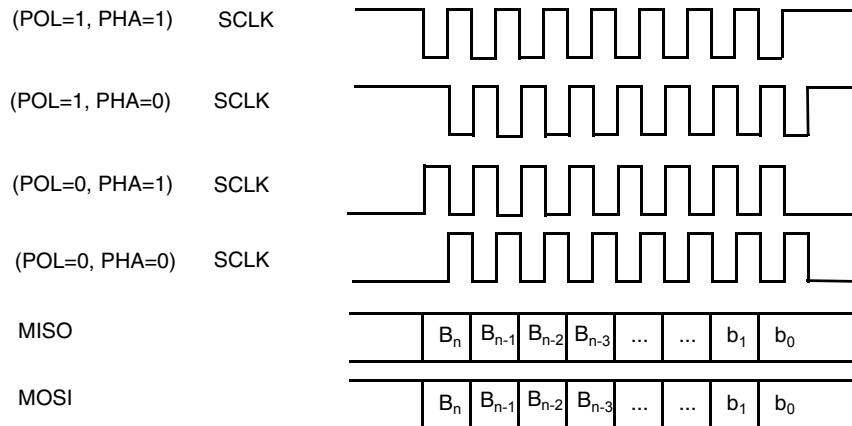 (POL=1, PHA=1) SCLK
(POL=1, PHA=0) SCLK
(POL=0, PHA=1) SCLK
(POL=0, PHA=0) SCLK
MISO Bₙ Bₙ₋₁ Bₙ₋₂ Bₙ₋₃ ... ... b₁ b₀
MOSI Bₙ Bₙ₋₁ Bₙ₋₂ Bₙ₋₃ ... ... b₁ b₀